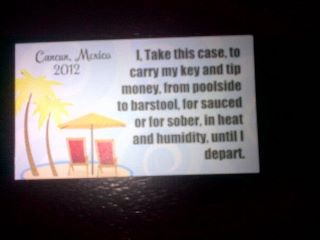 Cancun, Mexico
2012
I, Take this case, to
carry my key and tip
money, from poolside
to barstool, for sauced
or for sober, in heat
and humidity, until I
depart.